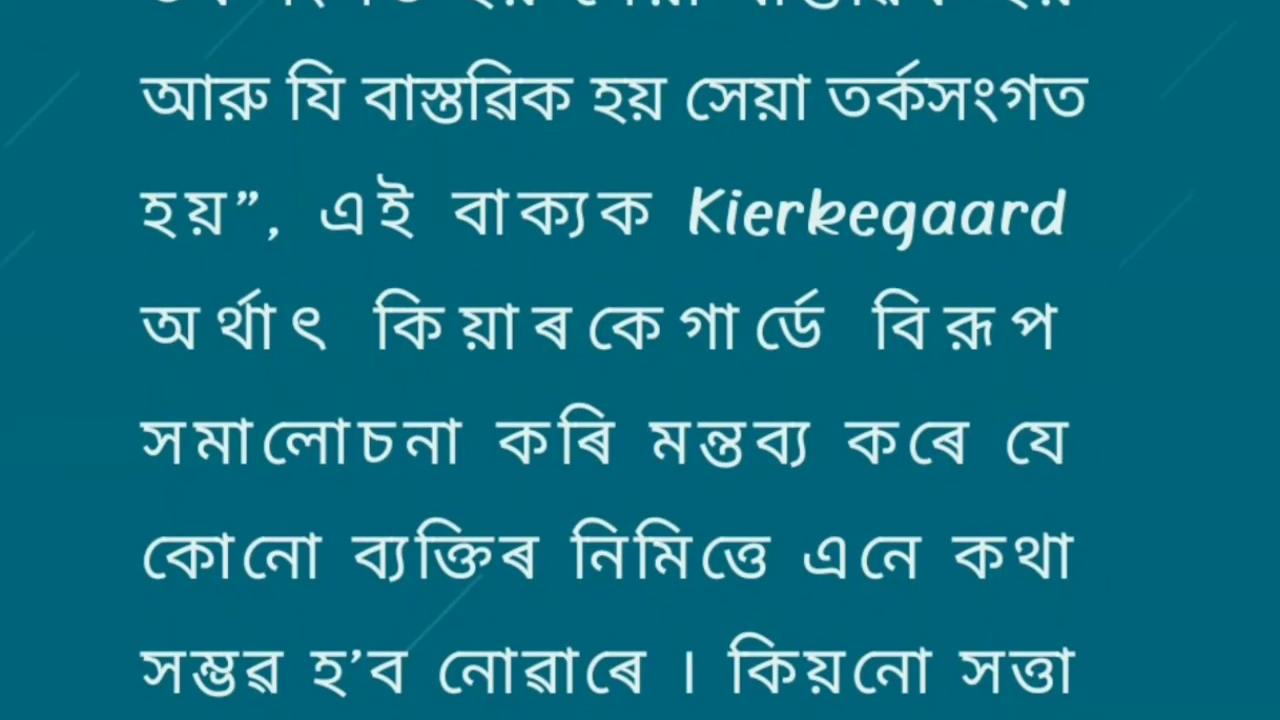 আৰু যি বাস্তৱিক হয় সেয়া তৰ্কসংগত
হয়”, এই বাক্যক Kierkegaard
অৰ্থাৎ কিয়াৰকেগাৰ্ডে বিৰূপ
সমালোচনা কৰি মন্তব্য কৰে যে
কোনো ব্যক্তিৰ নিমিত্তে এনে কথা
সম্ভৱ হ’ব নোৱাৰে । কিয়নো সত্তা